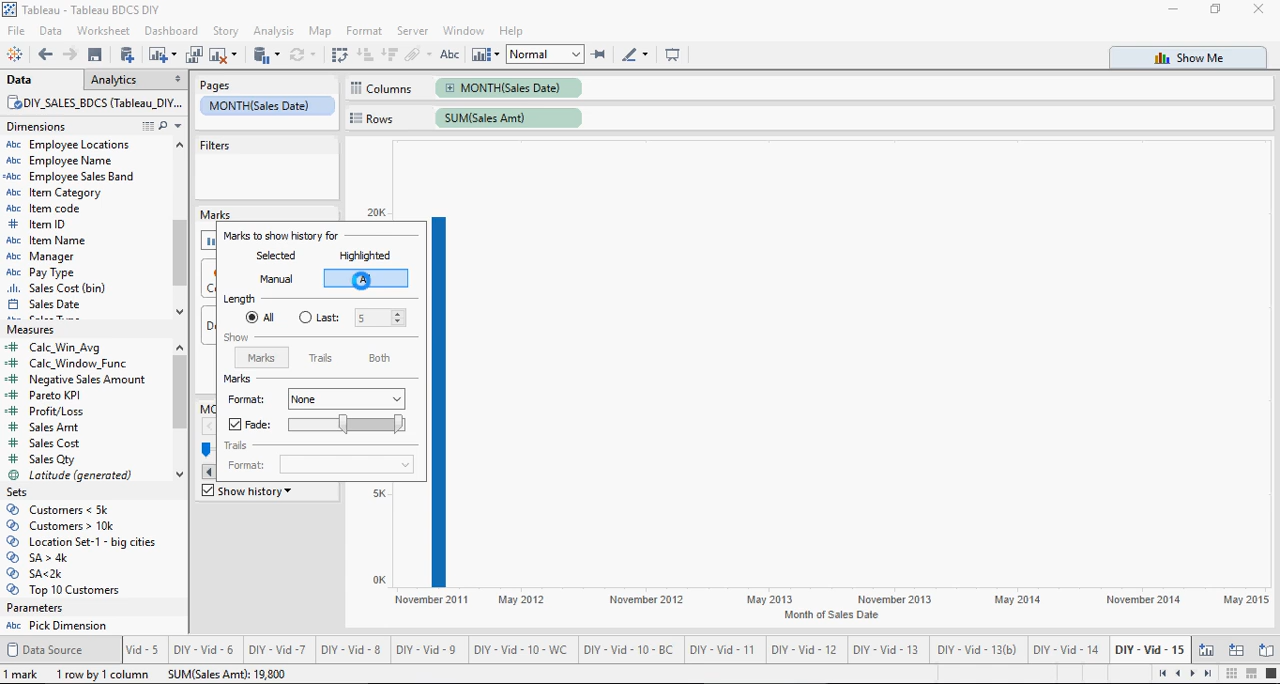 Tableau - Tableau BDCS DIY
File Data Worksheet Dashboard Story Analysis Map Format Server Window Help
Abc Normal Show Me
Data Analytics
DIY_SALES_BDCS (Tableau_DIY...
Dimensions
Abc Employee Locations
Abc Employee Name
=Abc Employee Sales Band
Abc Item Category
Abc Item code
# Item ID
Abc Item Name
Abc Manager
Abc Pay Type
Sales Cost (bin)
Sales Date
Measures
=# Calc_Win_Avg
=# Calc_Window_Func
=# Negative Sales Amount
=# Pareto KPI
=# Profit/Loss
# Sales Amt
# Sales Cost
# Sales Qty
Latitude (generated)
Sets
Customers < 5k
Customers > 10k
Location Set-1 - big cities
SA > 4k
SA<2k
Top 10 Customers
Parameters
Abc Pick Dimension
Pages
MONTH(Sales Date)
Filters
Marks
Columns MONTH(Sales Date)
Rows SUM(Sales Amt)
Marks to show history for
Selected Highlighted
Manual
Length
All Last: 5
Show
Marks Trails Both
Marks
Format: None
Fade:
Trails
Format:
Show history
20K
5K
0K
November 2011 May 2012 November 2012 May 2013 November 2013 May 2014 November 2014 May 2015
Month of Sales Date
Data Source Vid - 5 DIY - Vid - 6 DIY - Vid -7 DIY - Vid - 8 DIY - Vid - 9 DIY - Vid - 10 - WC DIY - Vid - 10 - BC DIY - Vid - 11 DIY - Vid - 12 DIY - Vid - 13 DIY - Vid - 13(b) DIY - Vid - 14 DIY - Vid - 15
1 mark 1 row by 1 column SUM(Sales Amt): 19,800